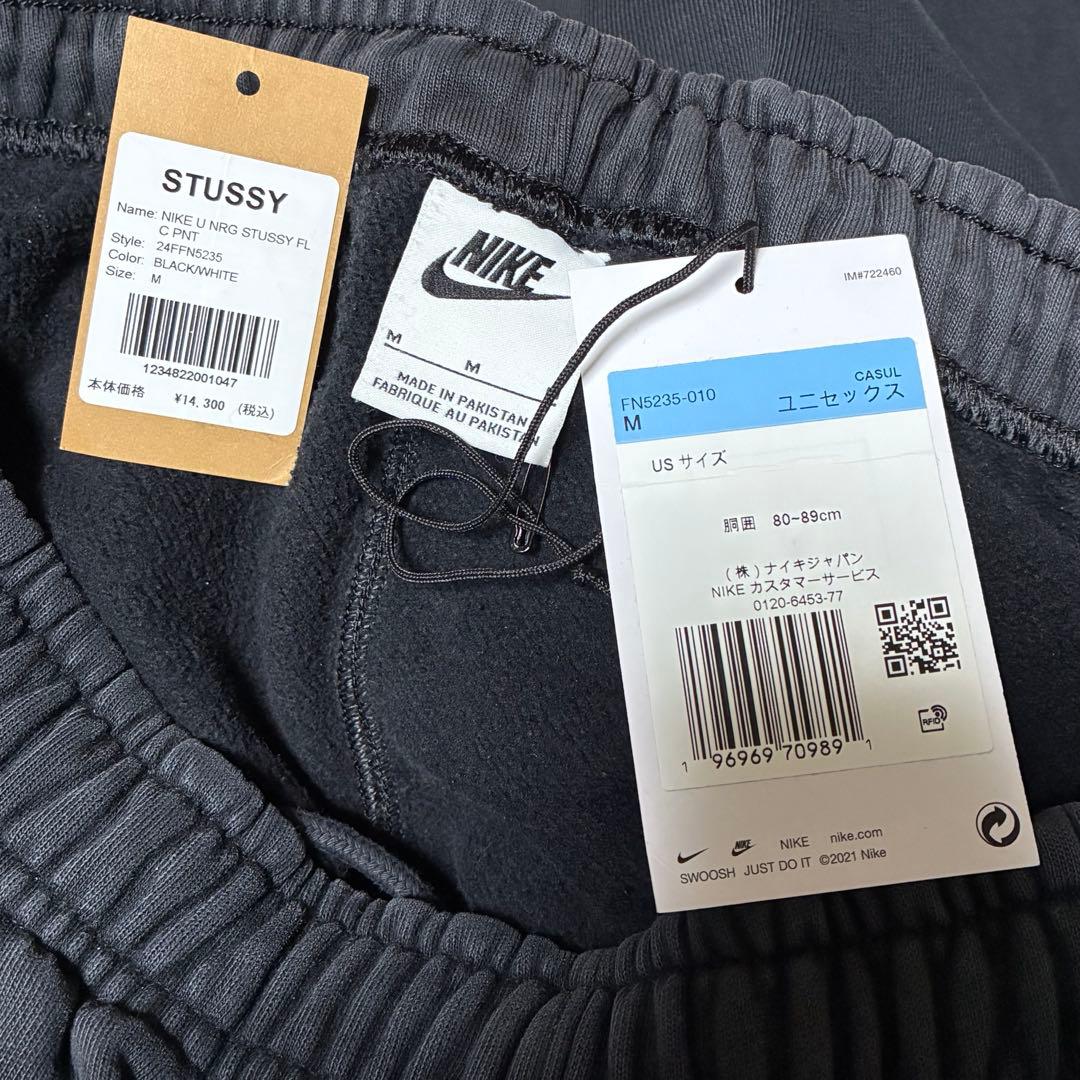 STUSSY
Name: NIKE U NRG STUSSY FL
C PNT
Style: 24FFN5235
Color: BLACK/WHITE
Size: M
1234822001047
本体価格 ¥14,300 (税込)
NIKE
M
M
MADE IN PAKISTAN
FABRIQUE AU PAKISTAN
IM#722460
CASUL
FN5235-010 ユニセックス
M
US サイズ
胴囲 80~89cm
(株)ナイキジャパン
NIKE カスタマーサービス
0120-6453-77
RFID
1 96969 70989 1
NIKE NIKE nike.com
SWOOSH JUST DO IT ©2021 Nike